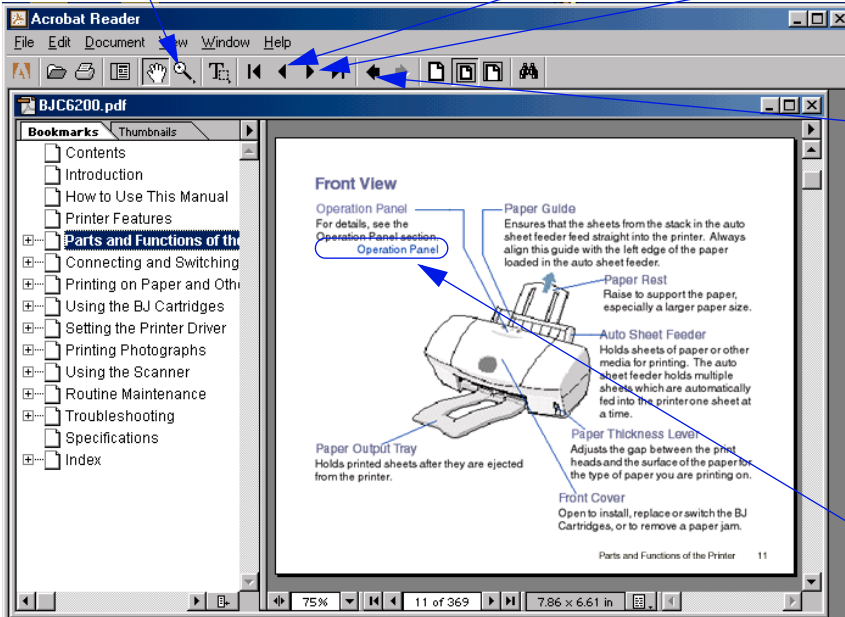 Acrobat Reader
File Edit Document View Window Help
BJC6200.pdf
Bookmarks Thumbnails
Contents
Introduction
How to Use This Manual
Printer Features
Parts and Functions of the
Connecting and Switching
Printing on Paper and Oth
Using the BJ Cartridges
Setting the Printer Driver
Printing Photographs
Using the Scanner
Routine Maintenance
Troubleshooting
Specifications
Index
Front View
Operation Panel
For details, see the
Operation Panel section.
Operation Panel
Paper Guide
Ensures that the sheets from the stack in the auto
sheet feeder feed straight into the printer. Always
align this guide with the left edge of the paper
loaded in the auto sheet feeder.
Paper Rest
Raise to support the paper,
especially a larger paper size.
Auto Sheet Feeder
Holds sheets of paper or other
media for printing. The auto
sheet feeder holds multiple
sheets which are automatically
fed into the printer one sheet at
a time.
Paper Thickness Lever
Adjusts the gap between the print
heads and the surface of the paper for
the type of paper you are printing on.
Paper Output Tray
Holds printed sheets after they are ejected
from the printer.
Front Cover
Open to install, replace or switch the BJ
Cartridges, or to remove a paper jam.
Parts and Functions of the Printer 11
75% 11 of 369 7.86 x 6.61 in